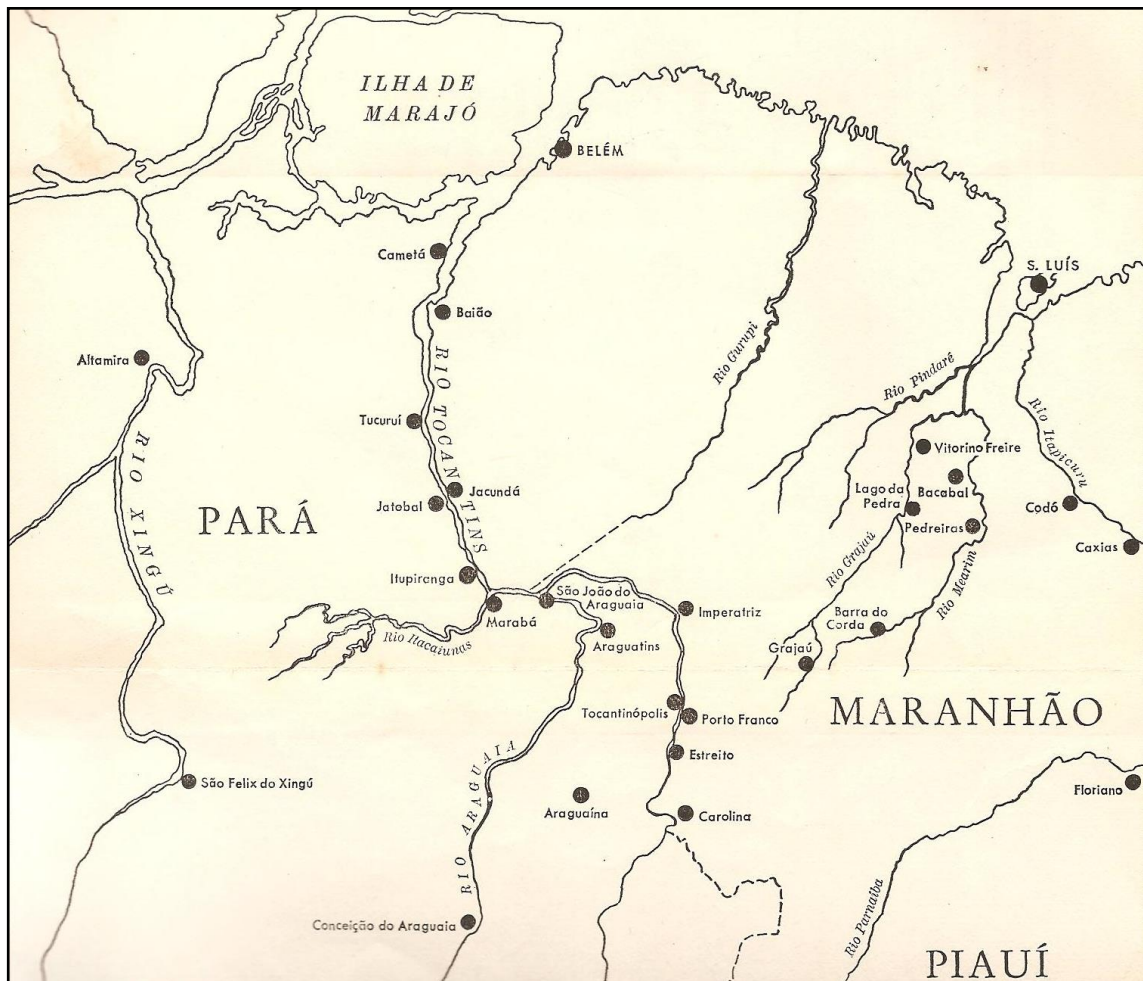 ILHA DE
MARAJÓ
BELÉM
Cametá
S. LUÍS
Baião
Altamira
RIO TOCANTINS
Rio Gurupi
Rio Pindaré
Rio Itapicuru
Tucuruí
RIO XINGÚ
Vitorino Freire
Jacundá
Lago da
Pedra
Bacabal
Jatobal
Codó
PARÁ
Pedreiras
Caxias
Itupiranga
Rio Grajaú
Rio Mearim
São João do
Araguaia
Marabá
Imperatriz
Barra do
Corda
Rio Itacaiunas
Araguatins
Grajaú
Tocantinópolis
Porto Franco
MARANHÃO
Estreito
São Felix do Xingú
RIO ARAGUAIA
Araguaína
Carolina
Floriano
Conceição do Araguaia
Rio Parnaiba
PIAUÍ